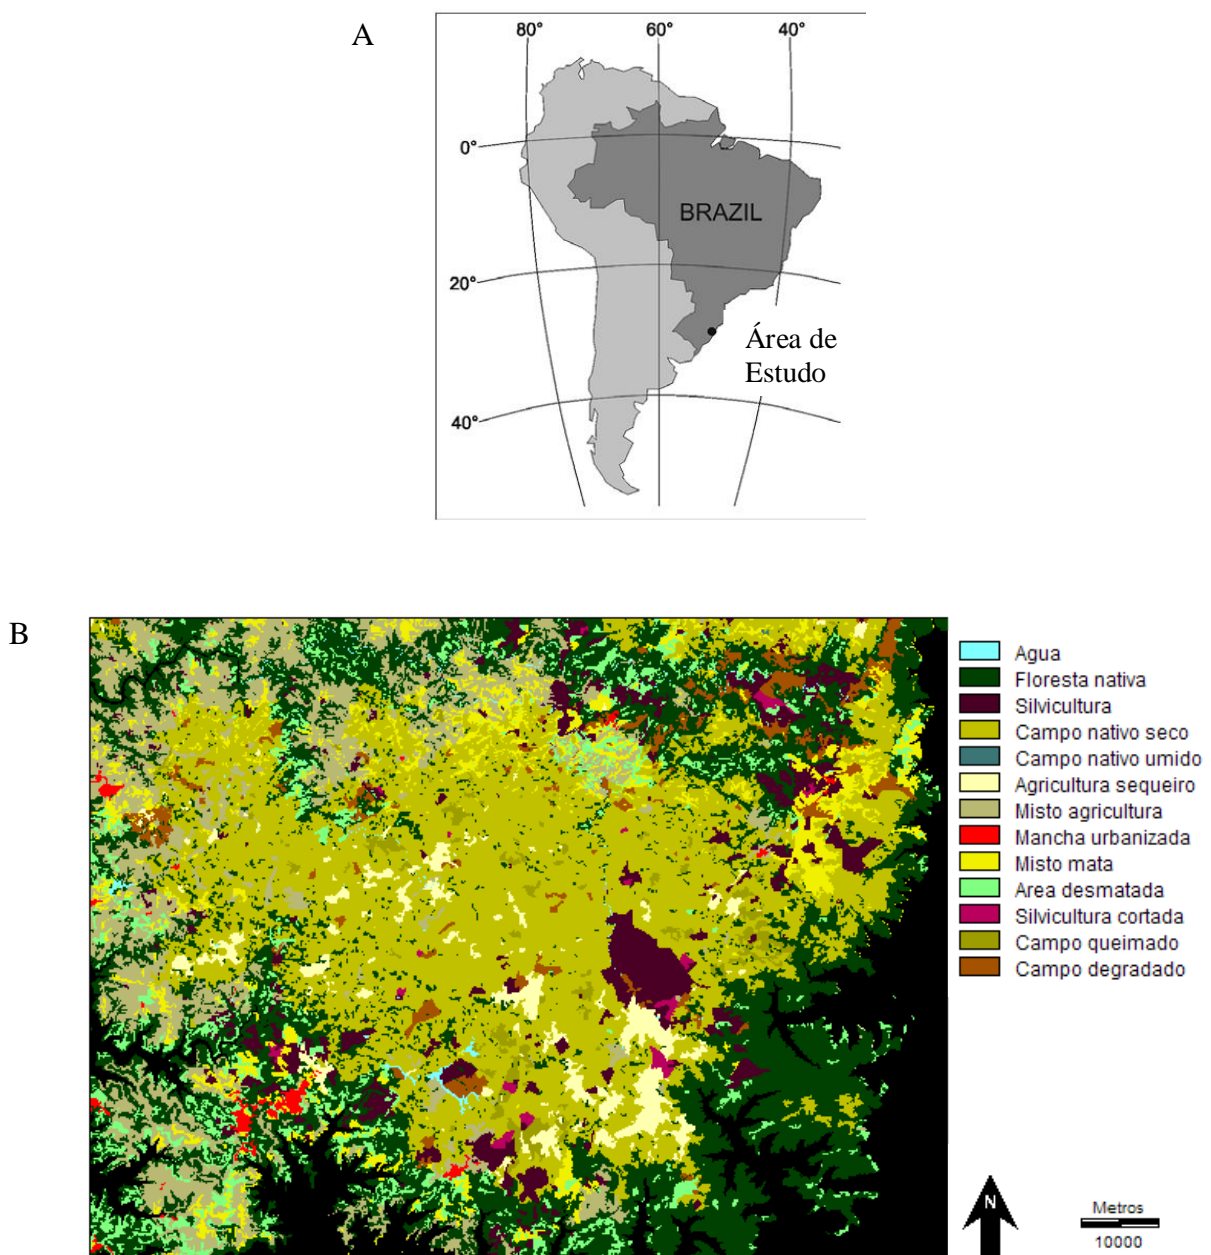 A
80° 60° 40°
0°
BRAZIL
20°
Área de
Estudo
40°
B
Agua
Floresta nativa
Silvicultura
Campo nativo seco
Campo nativo umido
Agricultura sequeiro
Misto agricultura
Mancha urbanizada
Misto mata
Area desmatada
Silvicultura cortada
Campo queimado
Campo degradado
N
Metros
10000